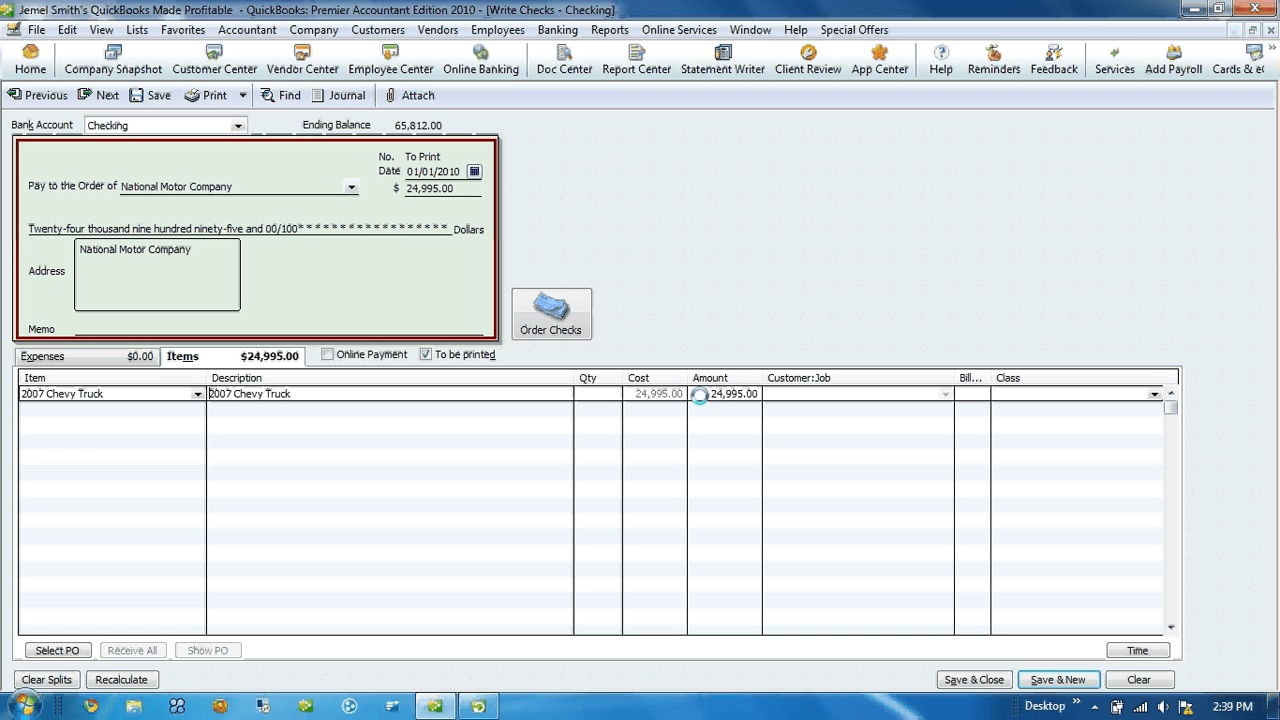 Jemel Smith's QuickBooks Made Profitable - QuickBooks: Premier Accountant Edition 2010 - [Write Checks - Checking]
File Edit View Lists Favorites Accountant Company Customers Vendors Employees Banking Reports Online Services Window Help Special Offers
Home Company Snapshot Customer Center Vendor Center Employee Center Online Banking Doc Center Report Center Statement Writer Client Review App Center Help Reminders Feedback Services Add Payroll Cards & eC
Previous Next Save Print Find Journal Attach
Bank Account Checking Ending Balance 65,812.00
No. To Print
Date 01/01/2010
Pay to the Order of National Motor Company $ 24,995.00
Twenty-four thousand nine hundred ninety-five and 00/100* * * * * * * * * * * * * * * * * * Dollars
National Motor Company
Address
Order Checks
Memo
Expenses $0.00 Items $24,995.00 Online Payment To be printed
Item Description Qty Cost Amount Customer:Job Bill... Class
2007 Chevy Truck 2007 Chevy Truck 24,995.00 24,995.00
Select PO Receive All Show PO Time
Clear Splits Recalculate Save & Close Save & New Clear
Desktop 2:39 PM